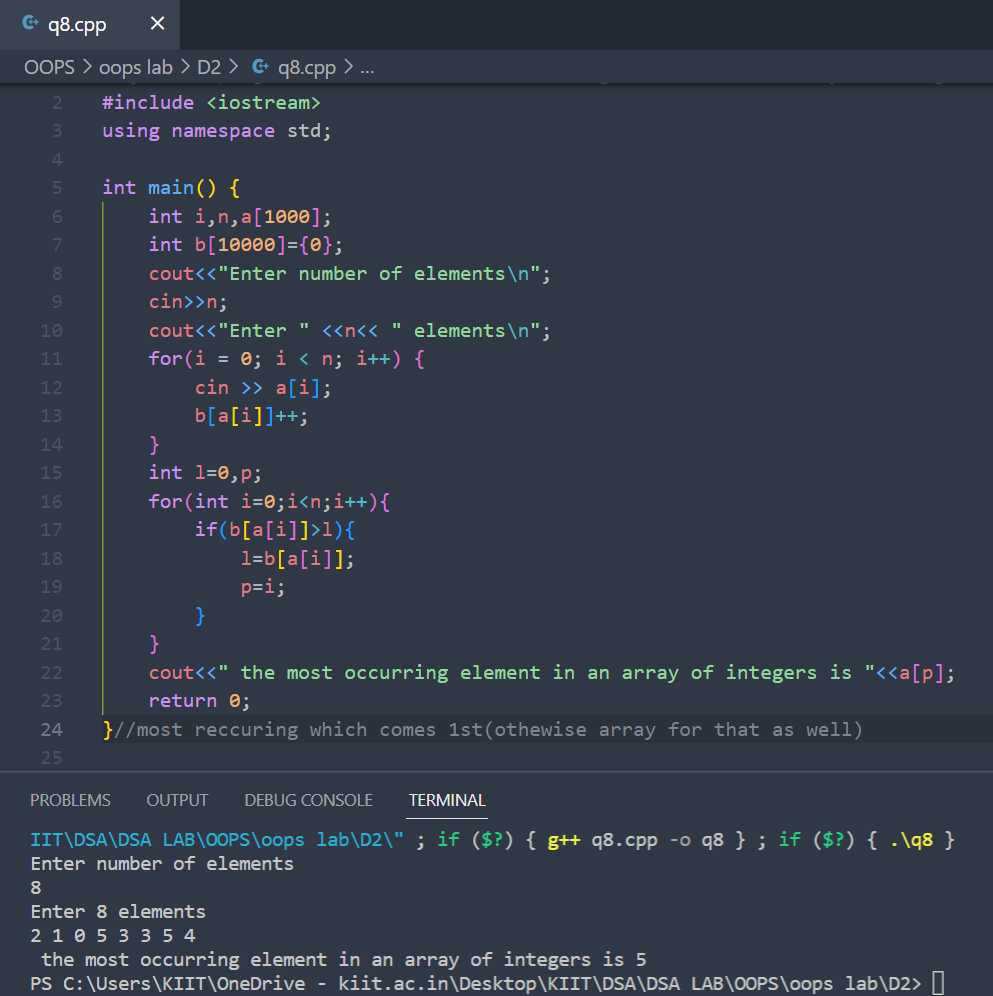 q8.cpp ×
OOPS > oops lab > D2 > q8.cpp > ...
2 #include <iostream>
3 using namespace std;
4
5 int main() {
6     int i,n,a[1000];
7     int b[10000]={0};
8     cout<<"Enter number of elements\n";
9     cin>>n;
10     cout<<"Enter " <<n<< " elements\n";
11     for(i = 0; i < n; i++) {
12         cin >> a[i];
13         b[a[i]]++;
14     }
15     int l=0,p;
16     for(int i=0;i<n;i++){
17         if(b[a[i]]>l){
18             l=b[a[i]];
19             p=i;
20         }
21     }
22     cout<<" the most occurring element in an array of integers is "<<a[p];
23     return 0;
24 }//most reccuring which comes 1st(othewise array for that as well)
25
PROBLEMS OUTPUT DEBUG CONSOLE TERMINAL
IIT\DSA\DSA LAB\OOPS\oops lab\D2\" ; if ($?) { g++ q8.cpp -o q8 } ; if ($?) { .\q8 }
Enter number of elements
8
Enter 8 elements
2 1 0 5 3 3 5 4
 the most occurring element in an array of integers is 5
PS C:\Users\KIIT\OneDrive - kiit.ac.in\Desktop\KIIT\DSA\DSA LAB\OOPS\oops lab\D2>